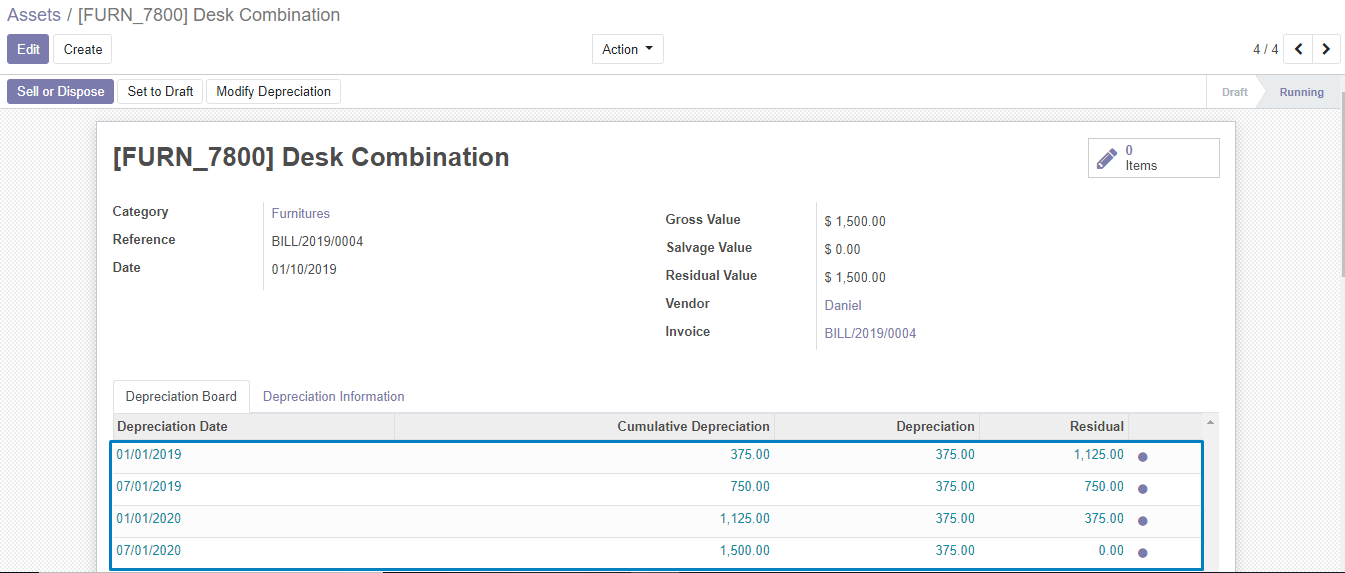 Assets / [FURN_7800] Desk Combination
Edit Create Action 4 / 4
Sell or Dispose Set to Draft Modify Depreciation Draft Running
[FURN_7800] Desk Combination
0
Items
Category Furnitures
Reference BILL/2019/0004
Date 01/10/2019
Gross Value $ 1,500.00
Salvage Value $ 0.00
Residual Value $ 1,500.00
Vendor Daniel
Invoice BILL/2019/0004
Depreciation Board Depreciation Information
Depreciation Date Cumulative Depreciation Depreciation Residual
01/01/2019 375.00 375.00 1,125.00
07/01/2019 750.00 375.00 750.00
01/01/2020 1,125.00 375.00 375.00
07/01/2020 1,500.00 375.00 0.00